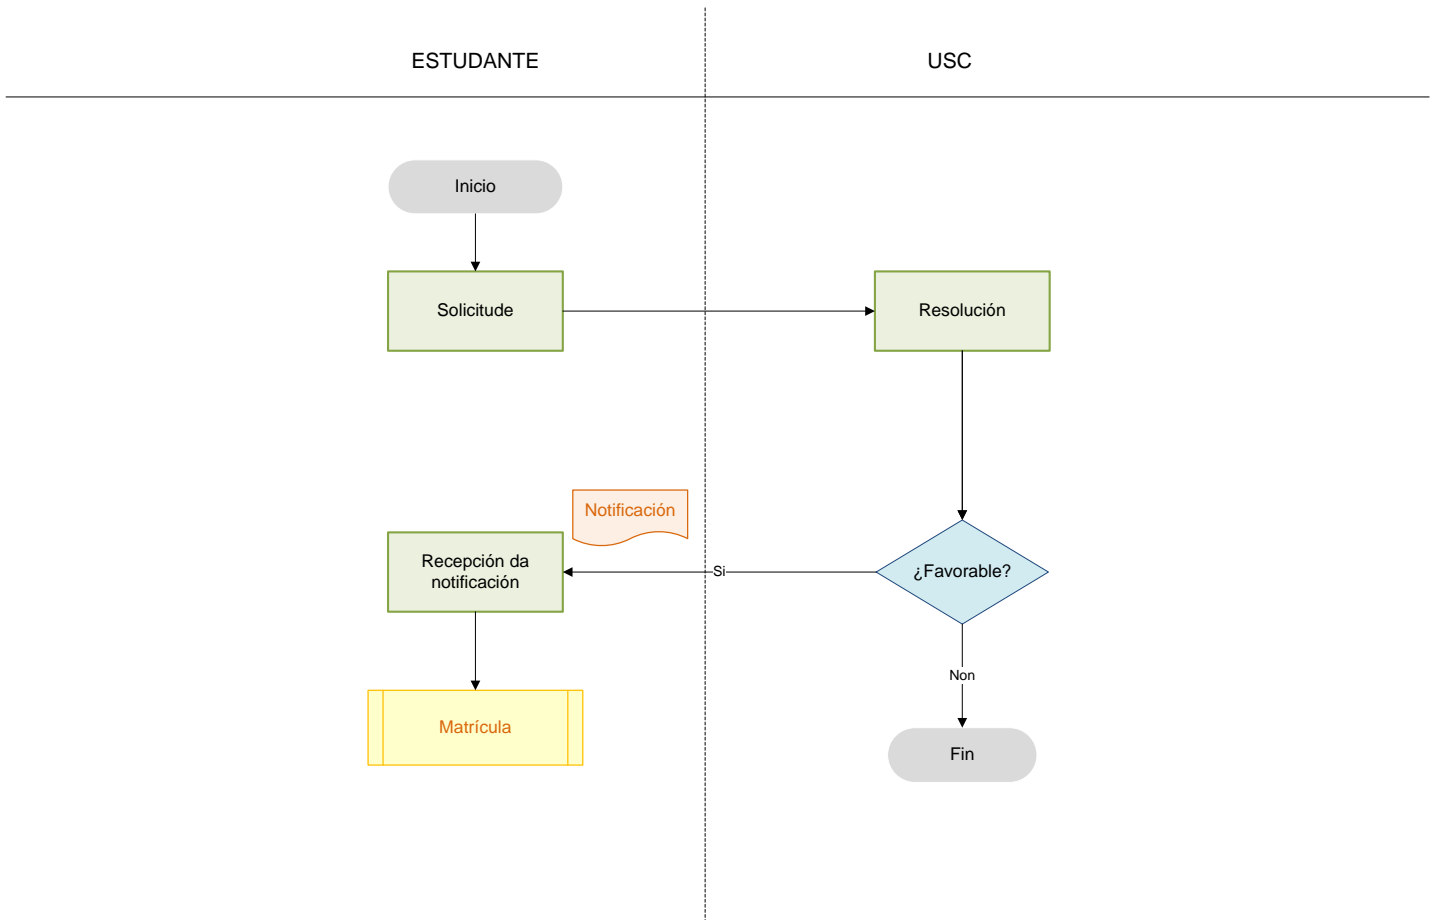 ESTUDANTE
USC
Inicio
Solicitude
Resolución
Notificación
Recepción da
notificación
Si
¿Favorable?
Non
Matrícula
Fin